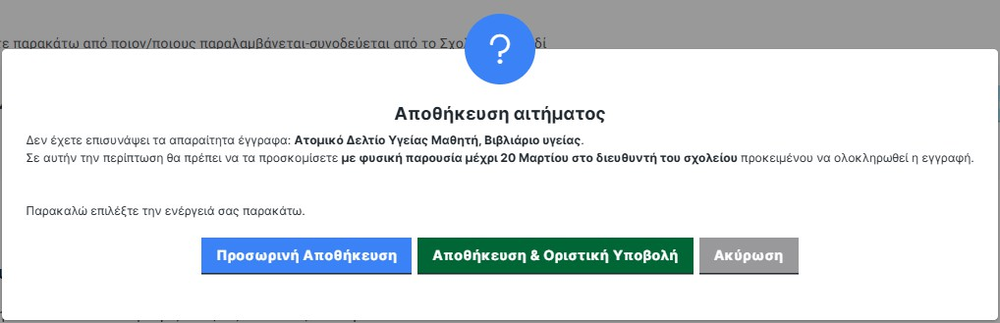 παρακάτω από ποιον/ποιους παραλαμβάνεται-συνοδεύεται από το
?
Αποθήκευση αιτήματος
Δεν έχετε επισυνάψει τα απαραίτητα έγγραφα: Ατομικό Δελτίο Υγείας Μαθητή, Βιβλιάριο υγείας.
Σε αυτήν την περίπτωση θα πρέπει να τα προσκομίσετε με φυσική παρουσία μέχρι 20 Μαρτίου στο διευθυντή του σχολείου προκειμένου να ολοκληρωθεί η εγγραφή.
Παρακαλώ επιλέξτε την ενέργειά σας παρακάτω.
Προσωρινή Αποθήκευση
Αποθήκευση & Οριστική Υποβολή
Ακύρωση